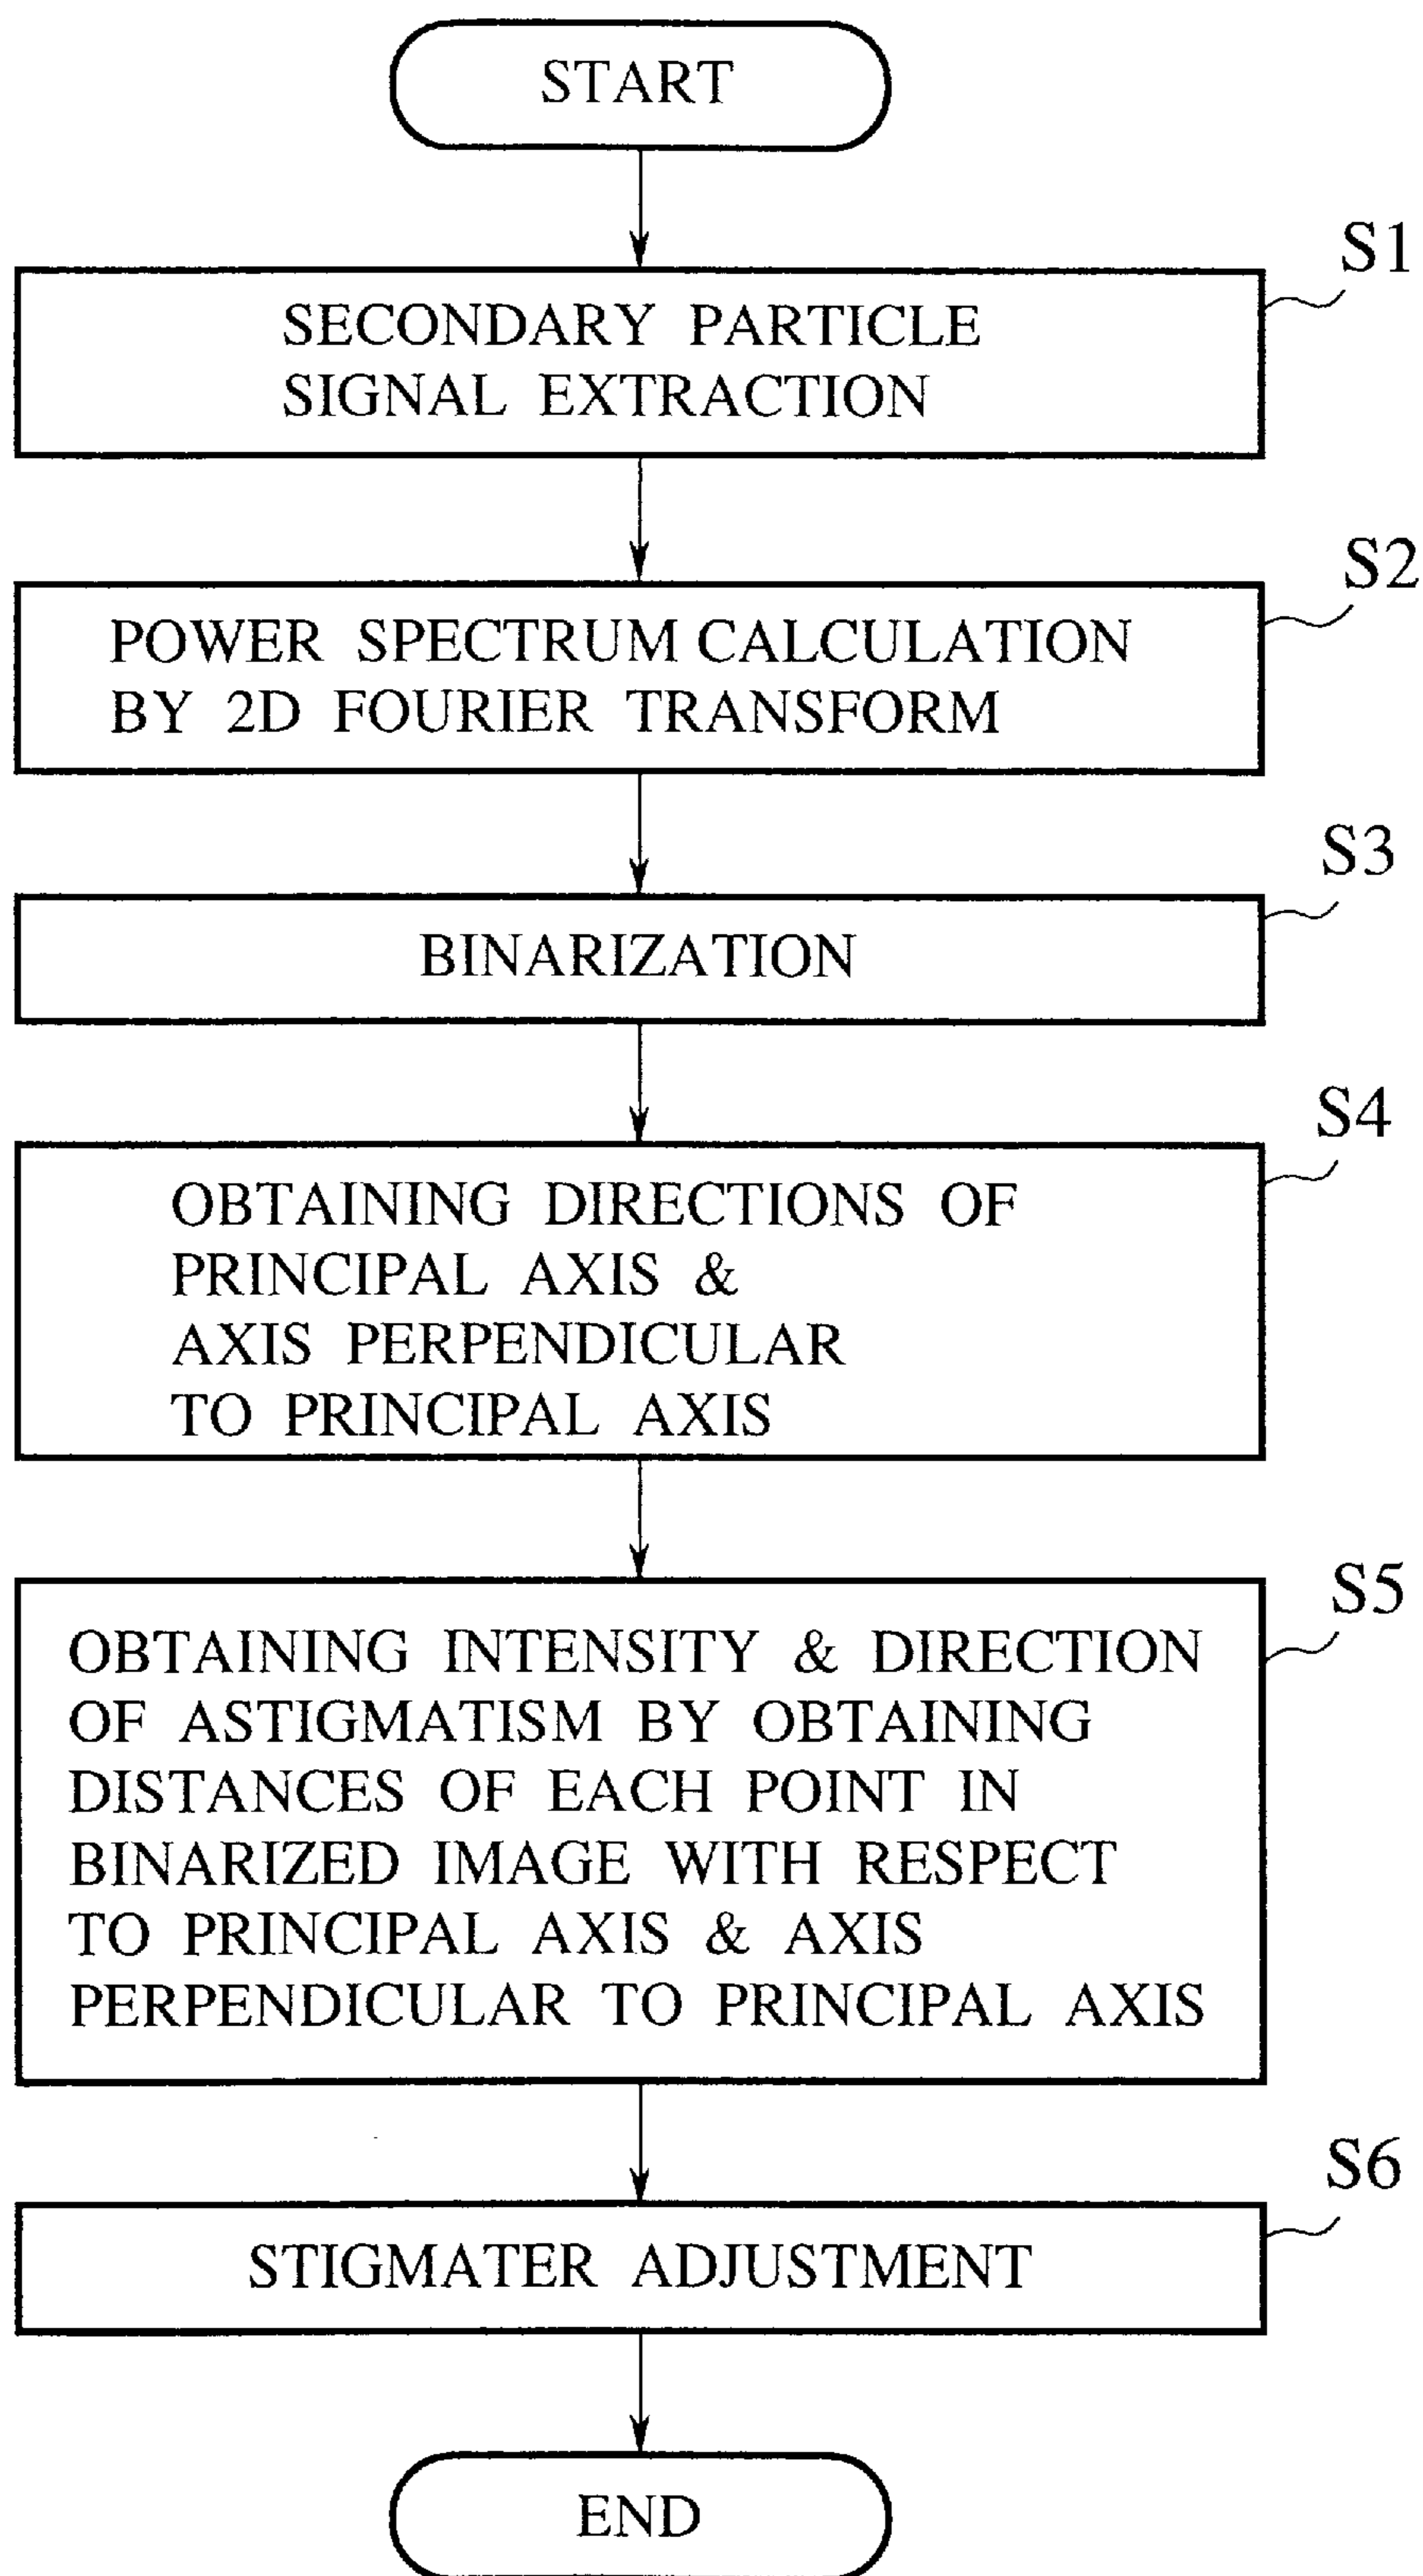 START
S1
SECONDARY PARTICLE
SIGNAL EXTRACTION
S2
POWER SPECTRUM CALCULATION
BY 2D FOURIER TRANSFORM
S3
BINARIZATION
S4
OBTAINING DIRECTIONS OF
PRINCIPAL AXIS &
AXIS PERPENDICULAR
TO PRINCIPAL AXIS
S5
OBTAINING INTENSITY & DIRECTION
OF ASTIGMATISM BY OBTAINING
DISTANCES OF EACH POINT IN
BINARIZED IMAGE WITH RESPECT
TO PRINCIPAL AXIS & AXIS
PERPENDICULAR TO PRINCIPAL AXIS
S6
STIGMATER ADJUSTMENT
END